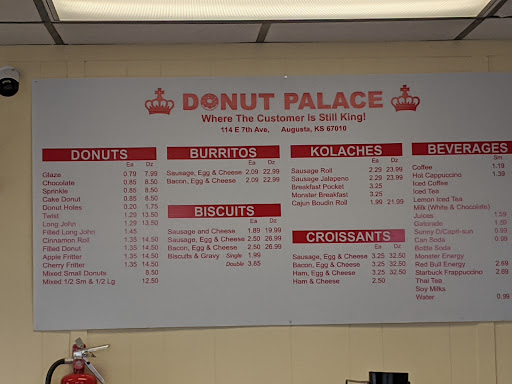 DONUT PALACE
Where The Customer Is Still King!
114 E 7th Ave, Augusta, KS 67010
DONUTS
Ea Dz
Glaze 0.79 7.99
Chocolate 0.85 8.50
Sprinkle 0.85 8.50
Cake Donut 0.85 8.50
Donut Holes 0.20 1.75
Twist 1.29 13.50
Long John 1.29 13.50
Filled Long John 1.45
Cinnamon Roll 1.35 14.50
Filled Donut 1.35 14.50
Apple Fritter 1.35 14.50
Cherry Fritter 1.35 14.50
Mixed Small Donuts 8.50
Mixed 1/2 Sm & 1/2 Lg 12.50
BURRITOS
Ea Dz
Sausage, Egg & Cheese 2.09 22.99
Bacon, Egg & Cheese 2.09 22.99
BISCUITS
Ea Dz
Sausage and Cheese 1.89 19.99
Sausage, Egg & Cheese 2.50 26.99
Bacon, Egg & Cheese 2.50 26.99
Biscuits & Gravy Single 1.99
Double 3.65
KOLACHES
Ea Dz
Sausage Roll 2.29 23.99
Sausage Jalapeno 2.29 23.99
Breakfast Pocket 3.25
Monster Breakfast 3.25
Cajun Boudin Roll 1.99 21.99
CROISSANTS
Ea Dz
Sausage, Egg & Cheese 3.25 32.50
Bacon, Egg & Cheese 3.25 32.50
Ham, Egg & Cheese 3.25 32.50
Ham & Cheese 2.50
BEVERAGES
Sm
Coffee 1.19
Hot Cappuccino 1.39
Iced Coffee
Iced Tea
Lemon Iced Tea
Milk (White & Chocolate)
Juices
Gatorade
Sunny D/Capri-sun 0.99
Can Soda 0.99
Bottle Soda
Monster Energy
Red Bull Energy 2.69
Starbuck Frappuccino 2.89
Thai Tea
Soy Milks
Water 0.99